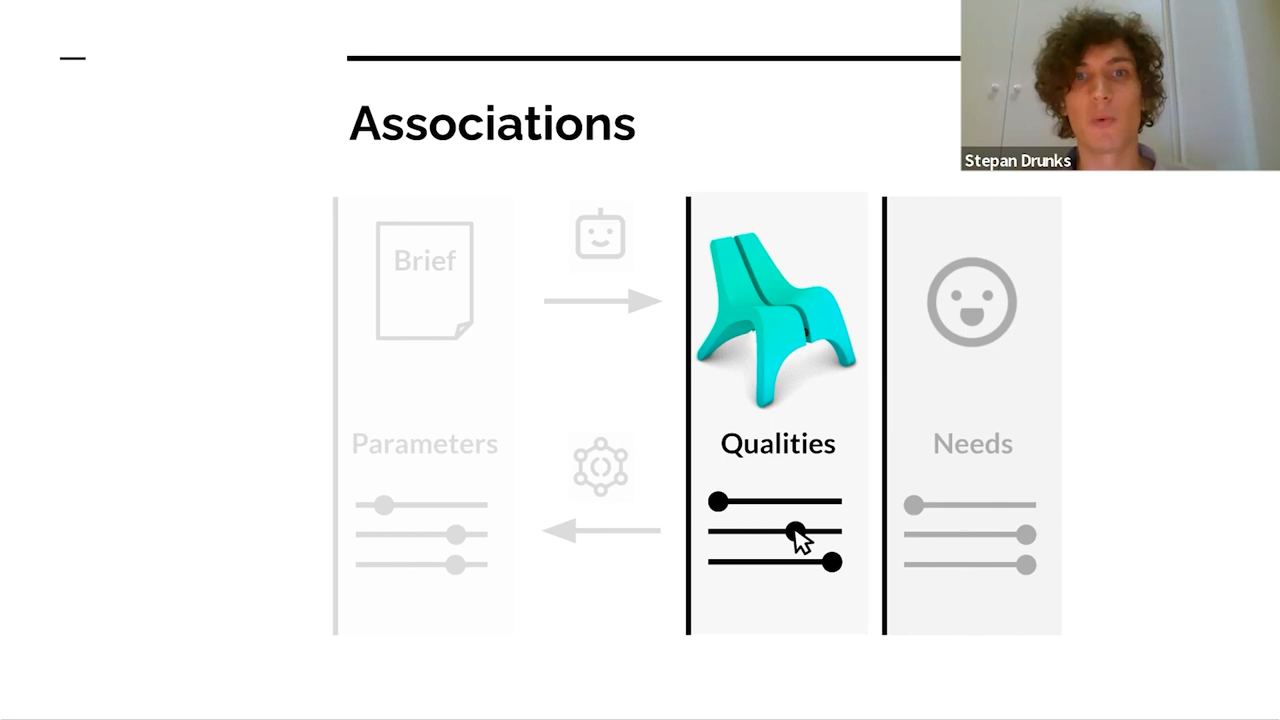 Associations
Stepan Drunks
Brief
Parameters
Qualities
Needs